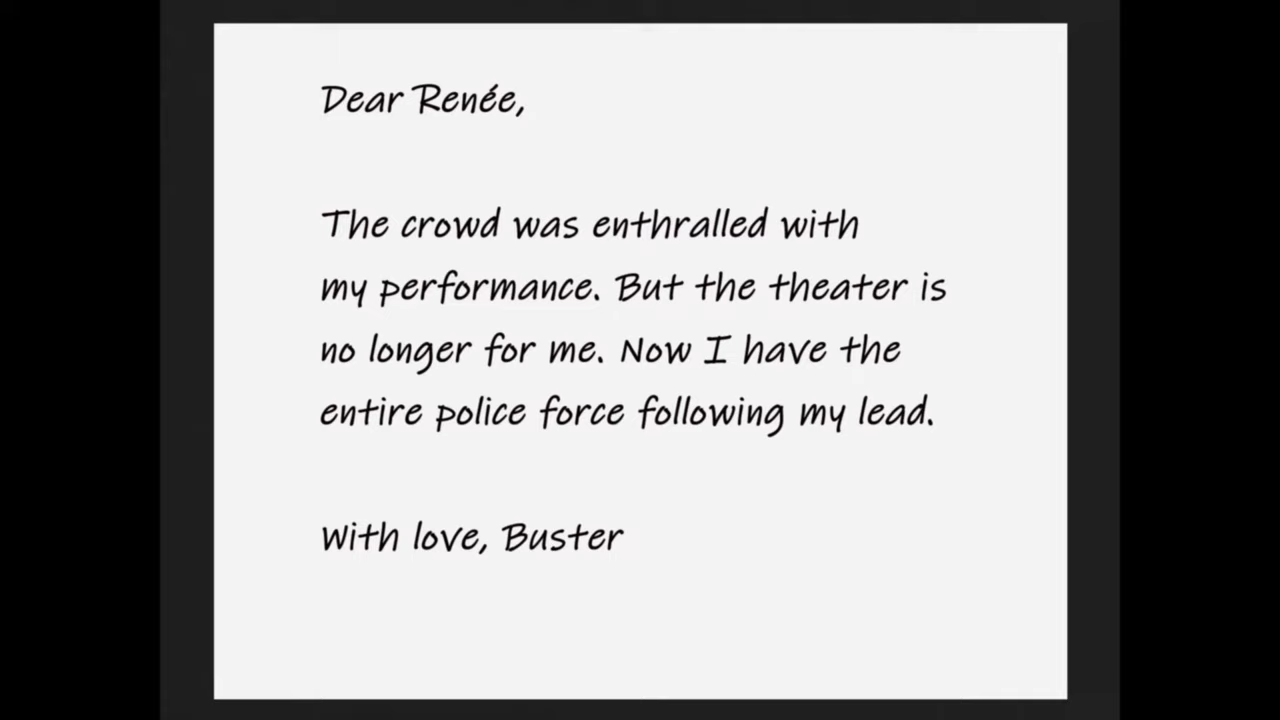 Dear Renée,
The crowd was enthralled with
my performance. But the theater is
no longer for me. Now I have the
entire police force following my lead.
With love, Buster